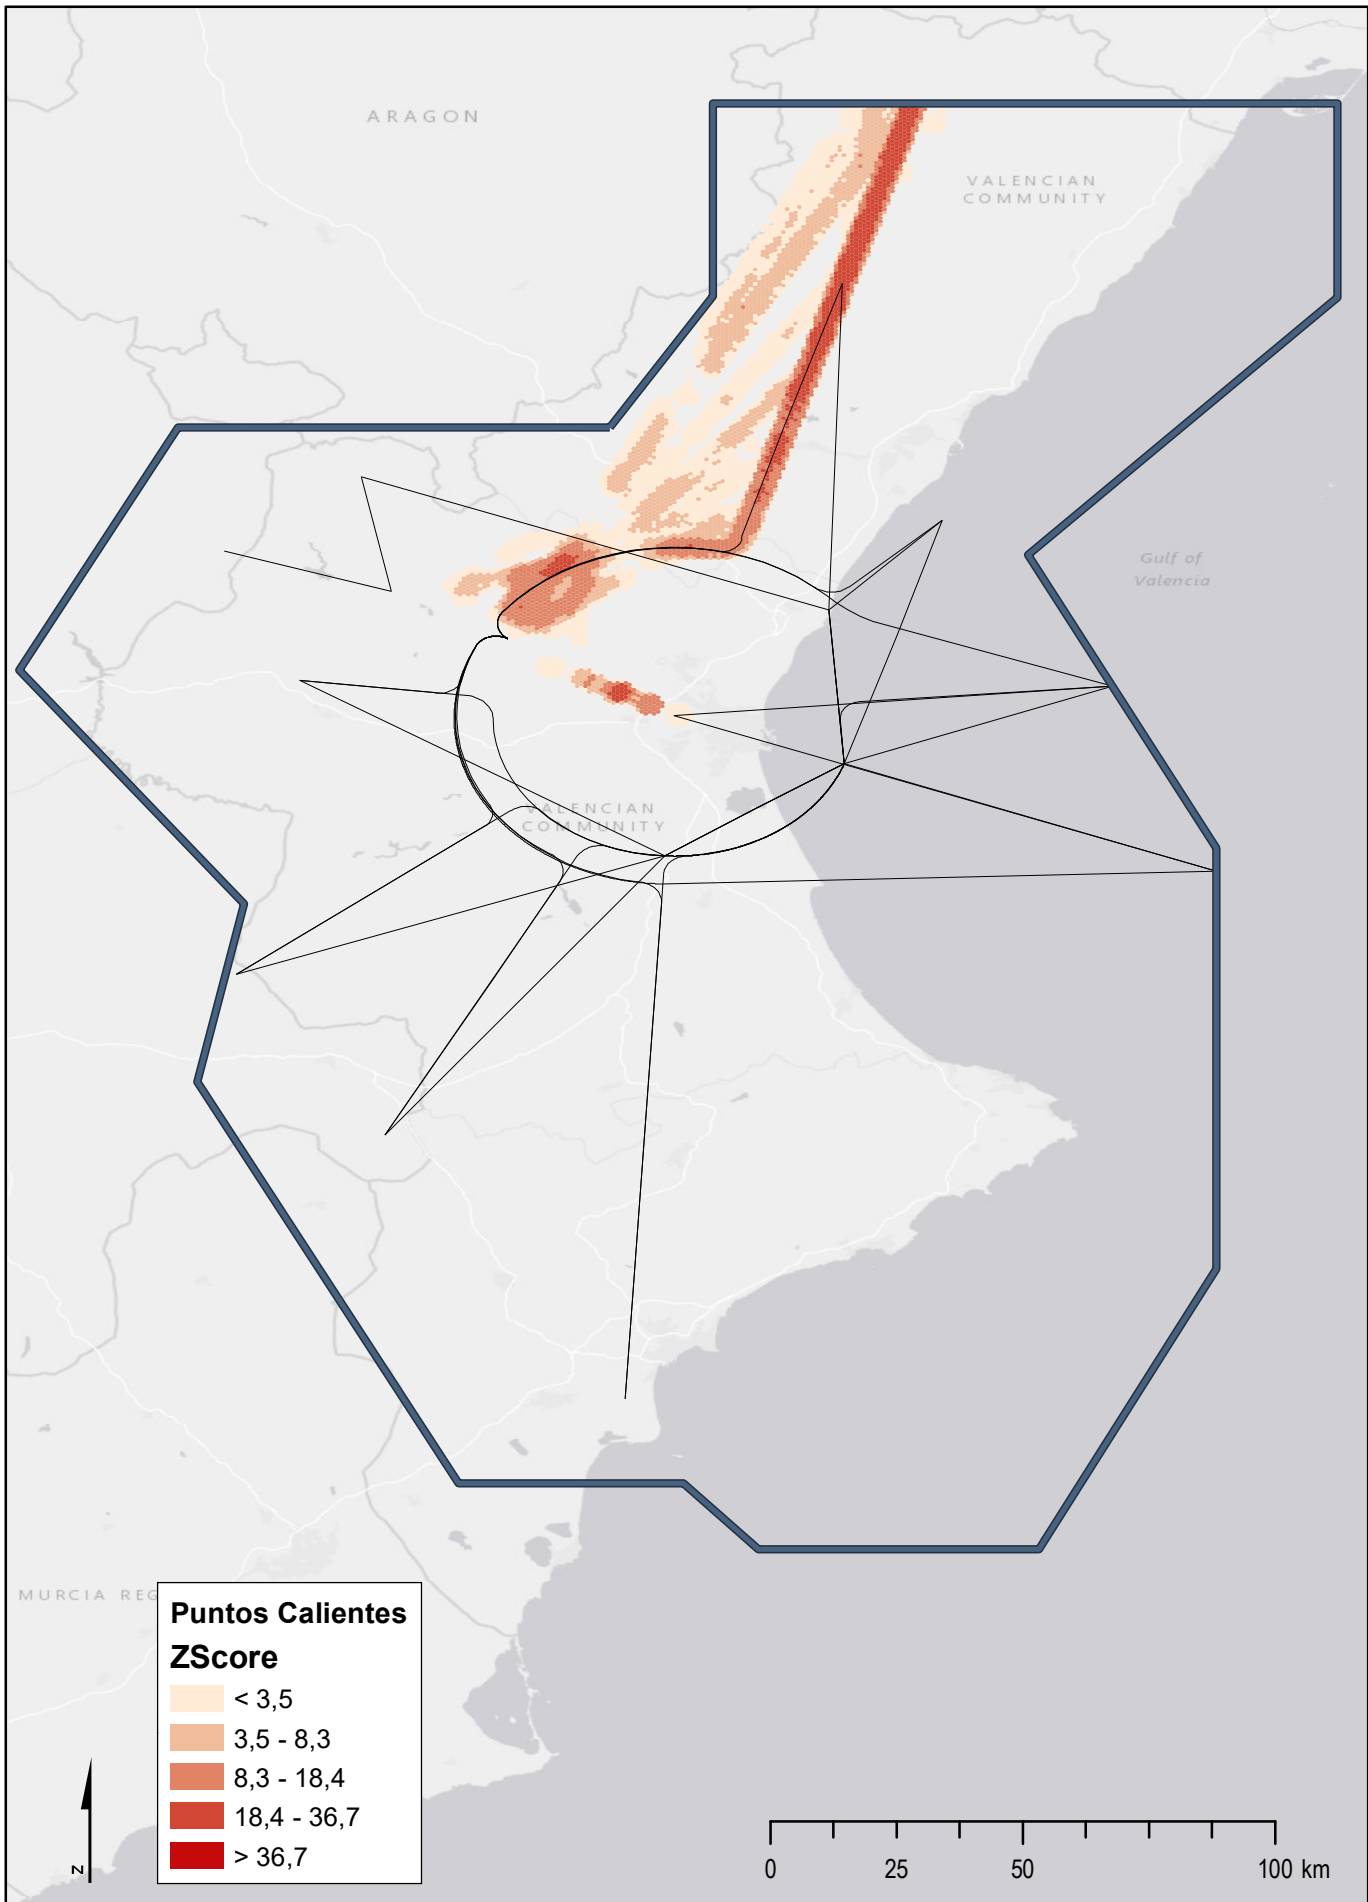 ARAGON
VALENCIAN
COMMUNITY
Gulf of
Valencia
VALENCIAN
COMMUNITY
MURCIA REG
Puntos Calientes
ZScore
< 3,5
3,5 - 8,3
8,3 - 18,4
18,4 - 36,7
> 36,7
N
0 25 50 100 km